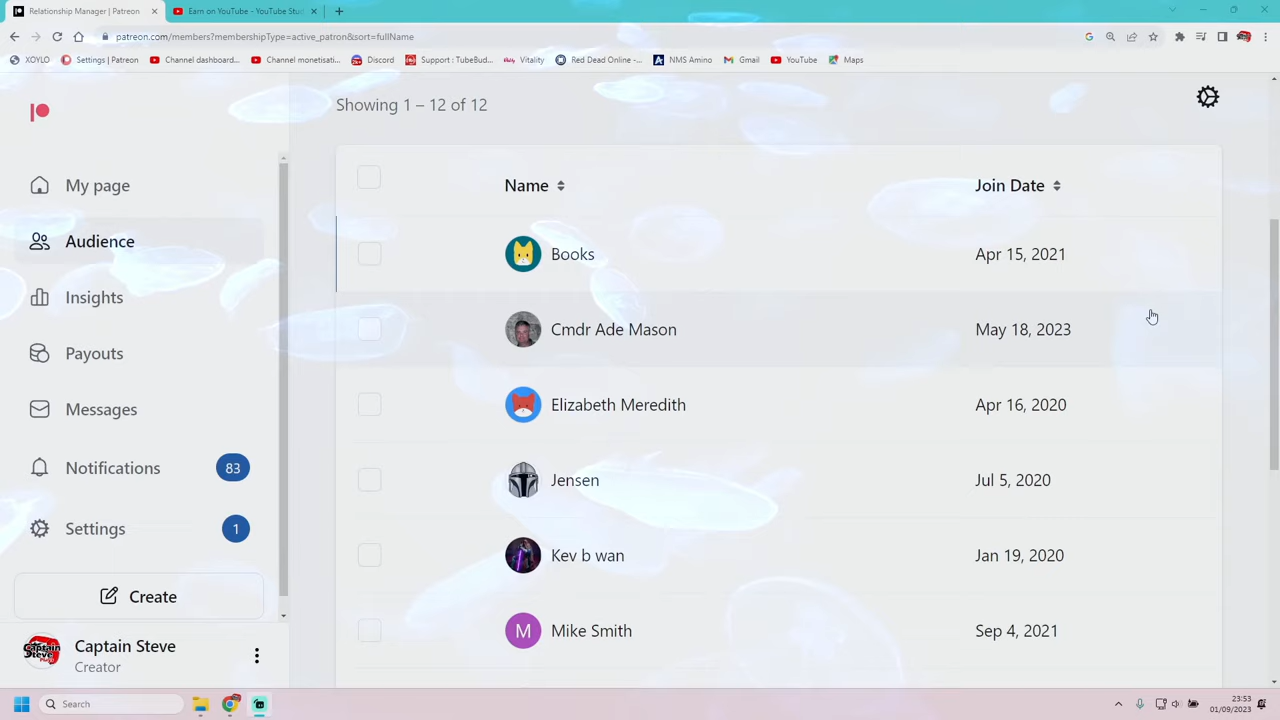 Relationship Manager | Patreon
Earn on YouTube - YouTube Stud
patreon.com/members?membershipType=active_patron&sort=fullName
XOYLO
Settings | Patreon
Channel dashboard...
Channel monetisati...
Discord
Support : TubeBud...
Vitality
Red Dead Online -...
NMS Amino
Gmail
YouTube
Maps
Showing 1 – 12 of 12
My page
Audience
Insights
Payouts
Messages
Notifications 83
Settings 1
Create
Captain Steve
Creator
Name Join Date
Books Apr 15, 2021
Cmdr Ade Mason May 18, 2023
Elizabeth Meredith Apr 16, 2020
Jensen Jul 5, 2020
Kev b wan Jan 19, 2020
M Mike Smith Sep 4, 2021
Search
23:53
01/09/2023